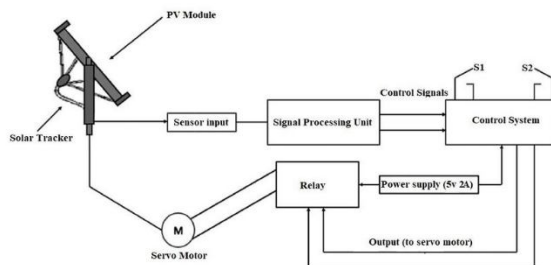 PV Module
S1
S2
Solar Tracker
Sensor input
Signal Processing Unit
Control Signals
Control System
Relay
Power supply (5v 2A)
M
Servo Motor
Output (to servo motor)